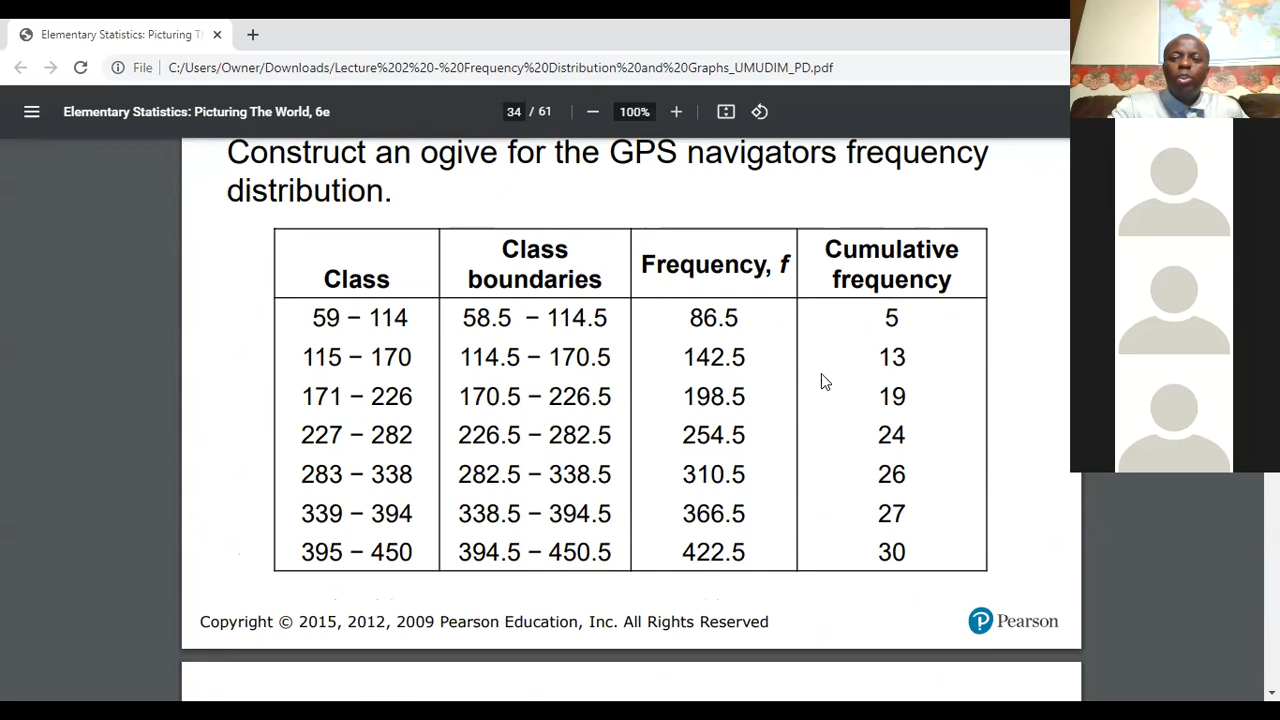 Elementary Statistics: Picturing T
File C:/Users/Owner/Downloads/Lecture%202%20-%20Frequency%20Distribution%20and%20Graphs_UMUDIM_PD.pdf
Elementary Statistics: Picturing The World, 6e
34 / 61
100%
Construct an ogive for the GPS navigators frequency
distribution.
Class
Class boundaries
Frequency, f
Cumulative frequency
59 − 114 58.5 − 114.5 86.5 5
115 − 170 114.5 − 170.5 142.5 13
171 − 226 170.5 − 226.5 198.5 19
227 − 282 226.5 − 282.5 254.5 24
283 − 338 282.5 − 338.5 310.5 26
339 − 394 338.5 − 394.5 366.5 27
395 − 450 394.5 − 450.5 422.5 30
Copyright © 2015, 2012, 2009 Pearson Education, Inc. All Rights Reserved
P Pearson